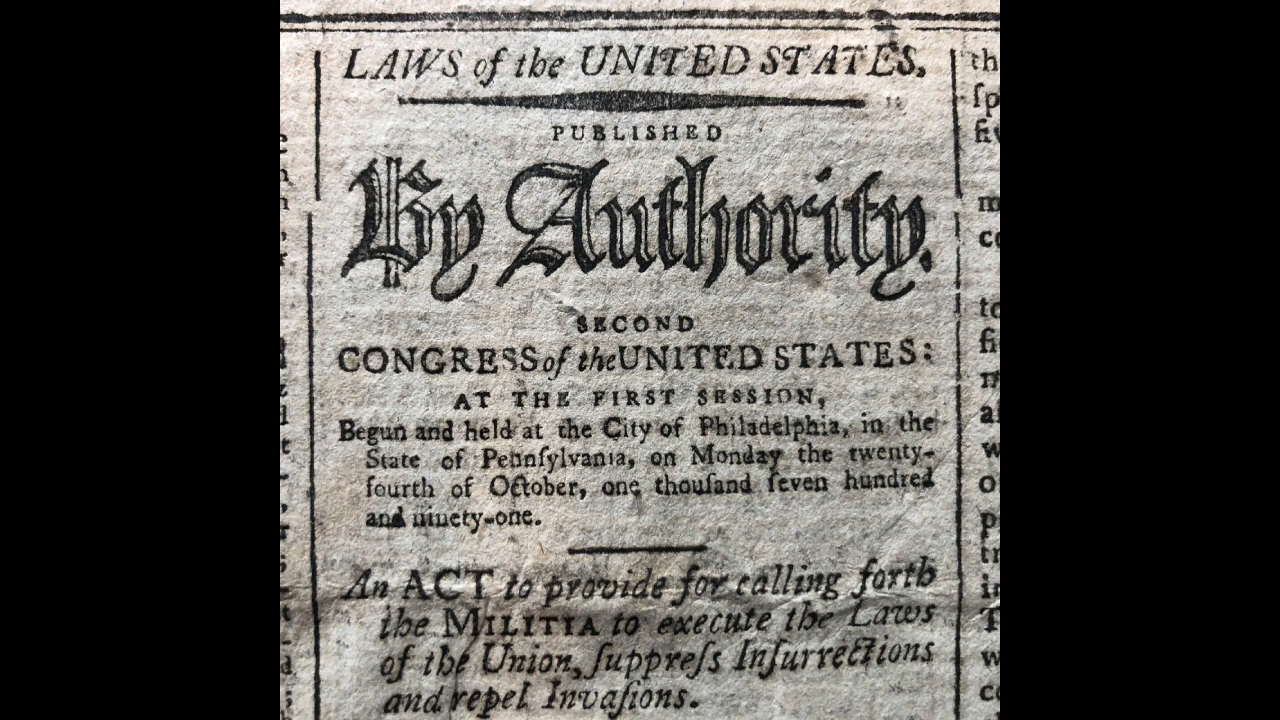 LAWS of the UNITED STATES.
PUBLISHED
By Authority.
SECOND
CONGRESS of the UNITED STATES:
AT THE FIRST SESSION,
Begun and held at the City of Philadelphia, in the
State of Pennſylvania, on Monday the twenty-
fourth of October, one thouſand ſeven hundred
and ninety-one.
An ACT to provide for calling forth
the MILITIA to execute the Laws
of the Union, ſuppreſs Inſurrections
and repel Invaſions.